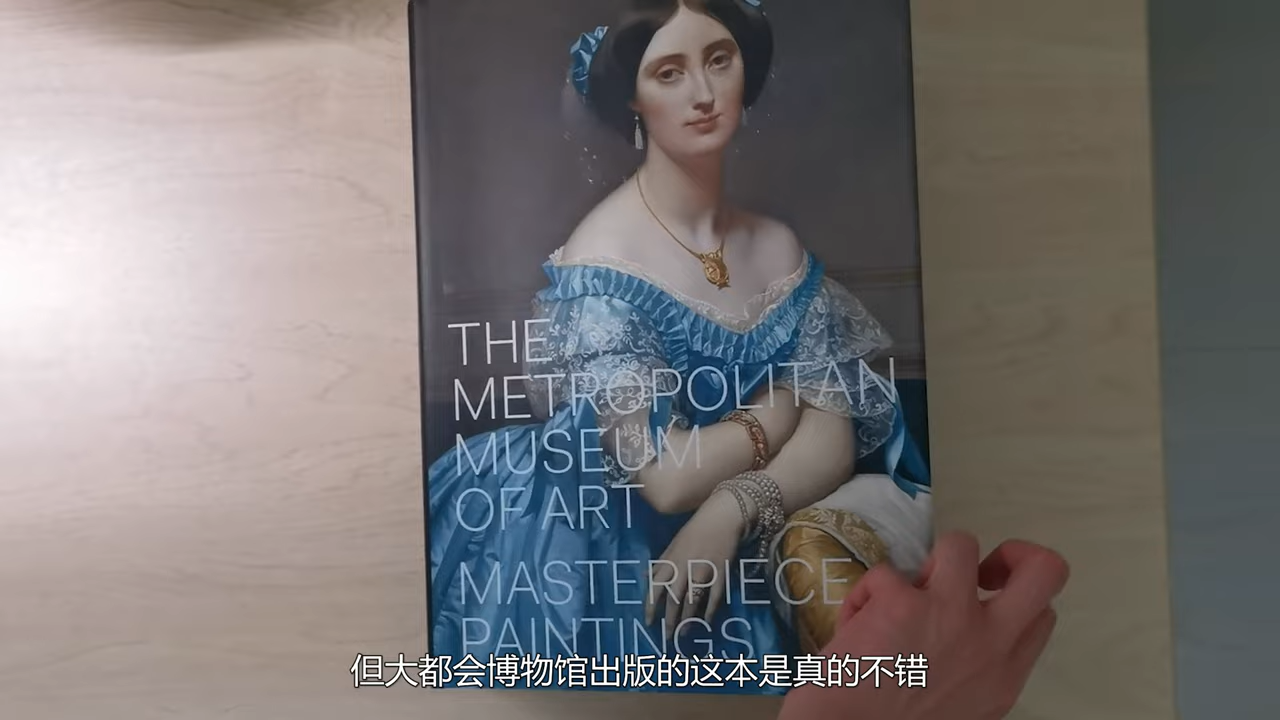 THE
METROPOLITAN
MUSEUM
OF ART
MASTERPIECE
PAINTINGS
但大都会博物馆出版的这本是真的不错